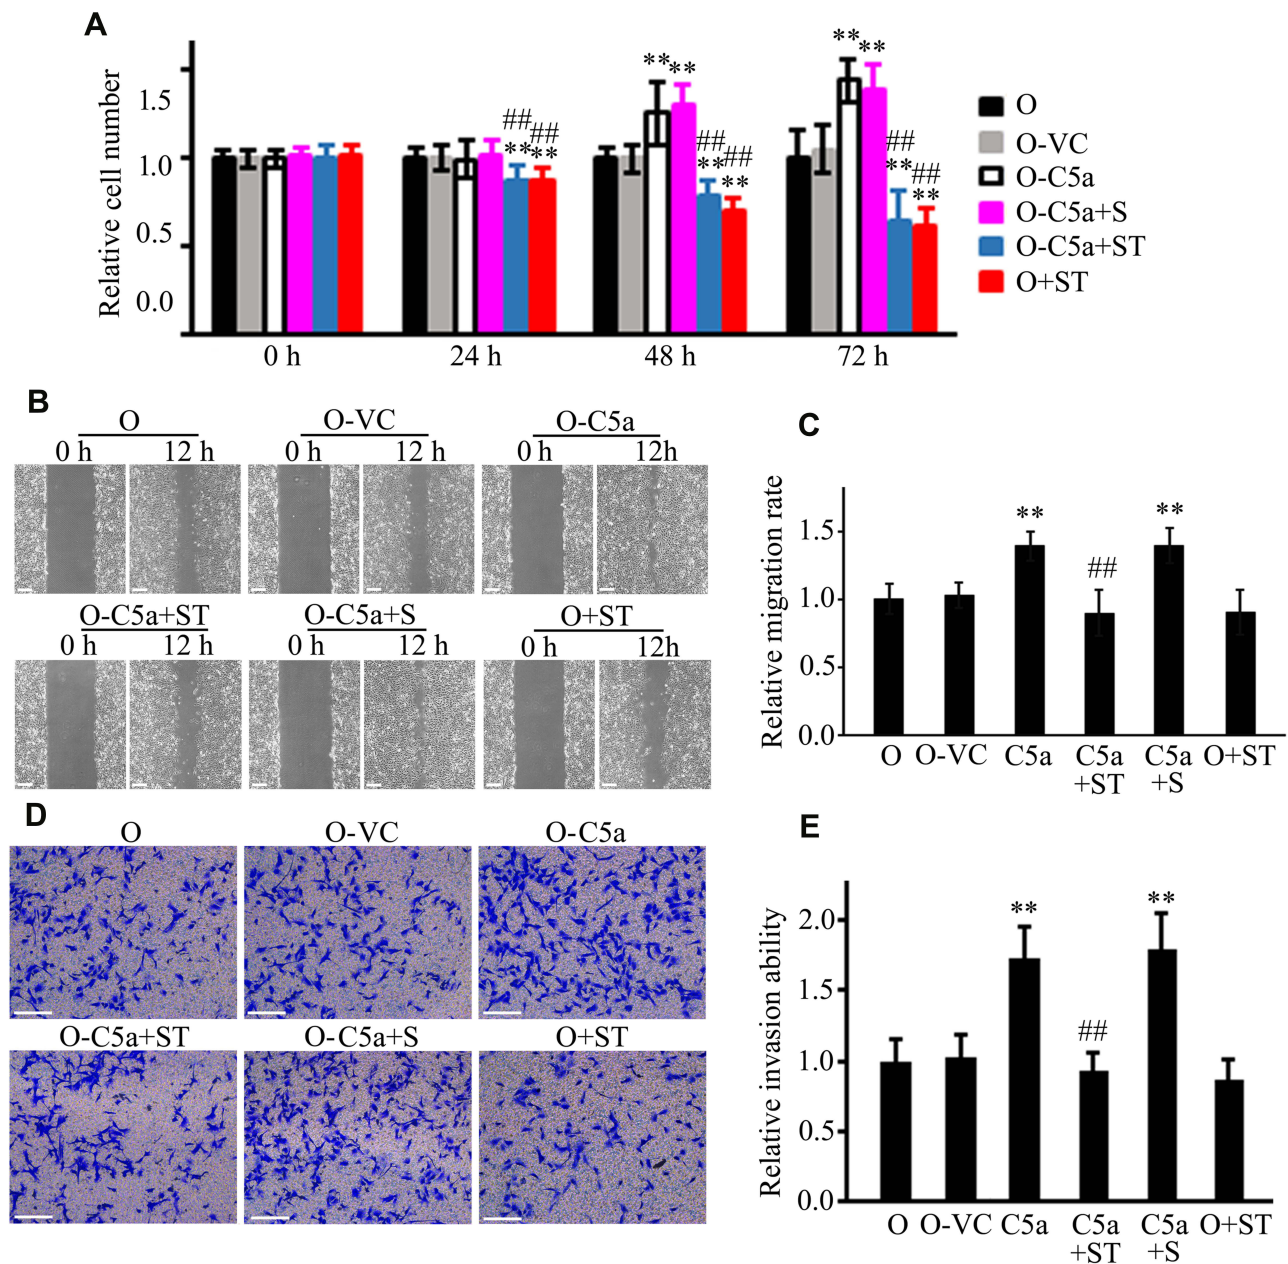 A
Relative cell number
1.5
1.0
0.5
0.0
## ## ** **
** ** ## ## ** **
** ** ## ## ** **
0 h 24 h 48 h 72 h
O
O-VC
O-C5a
O-C5a+S
O-C5a+ST
O+ST
B
O O-VC O-C5a
0 h 12 h 0 h 12 h 0 h 12h
O-C5a+ST O-C5a+S O+ST
0 h 12 h 0 h 12 h 0 h 12h
C
Relative migration rate
1.5
1.0
0.5
0.0
** ## **
O O-VC C5a C5a +ST C5a +S O+ST
D
O O-VC O-C5a
O-C5a+ST O-C5a+S O+ST
E
Relative invasion ability
2.0
1.5
1.0
0.5
0.0
** ## **
O O-VC C5a C5a +ST C5a +S O+ST